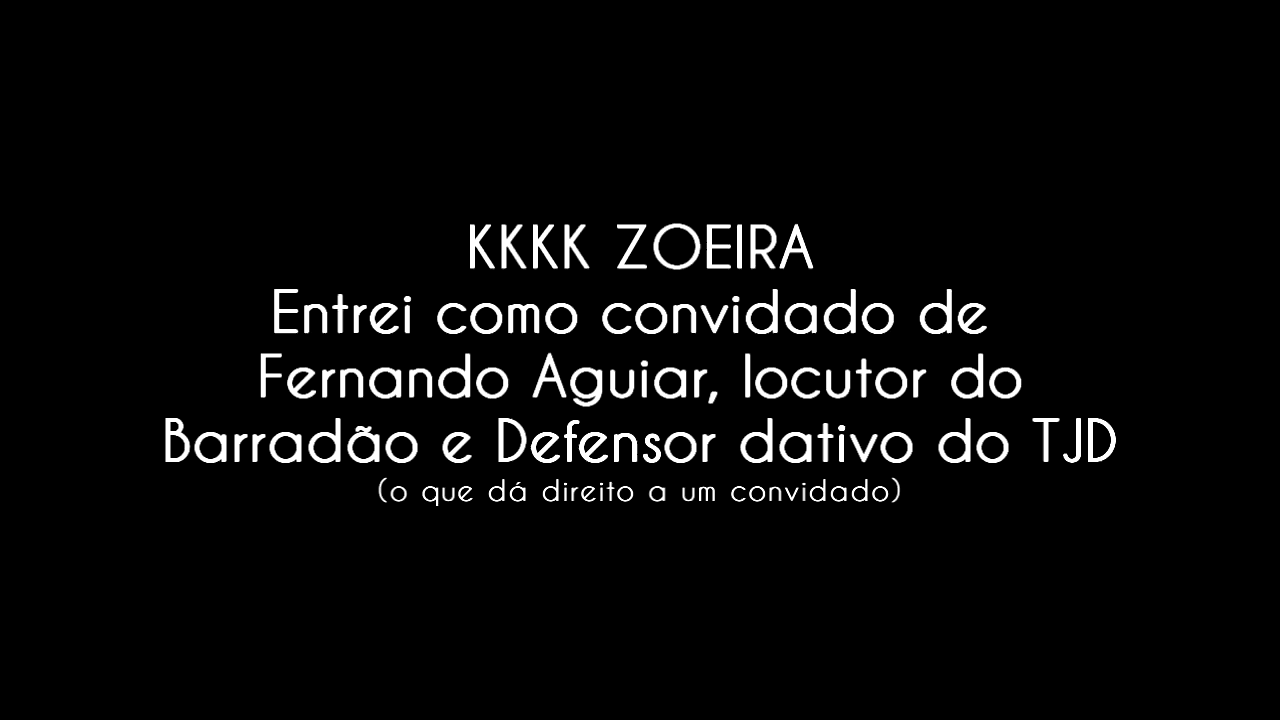 KKKK ZOEIRA
Entrei como convidado de
Fernando Aguiar, locutor do
Barradão e Defensor dativo do TJD
(o que dá direito a um convidado)